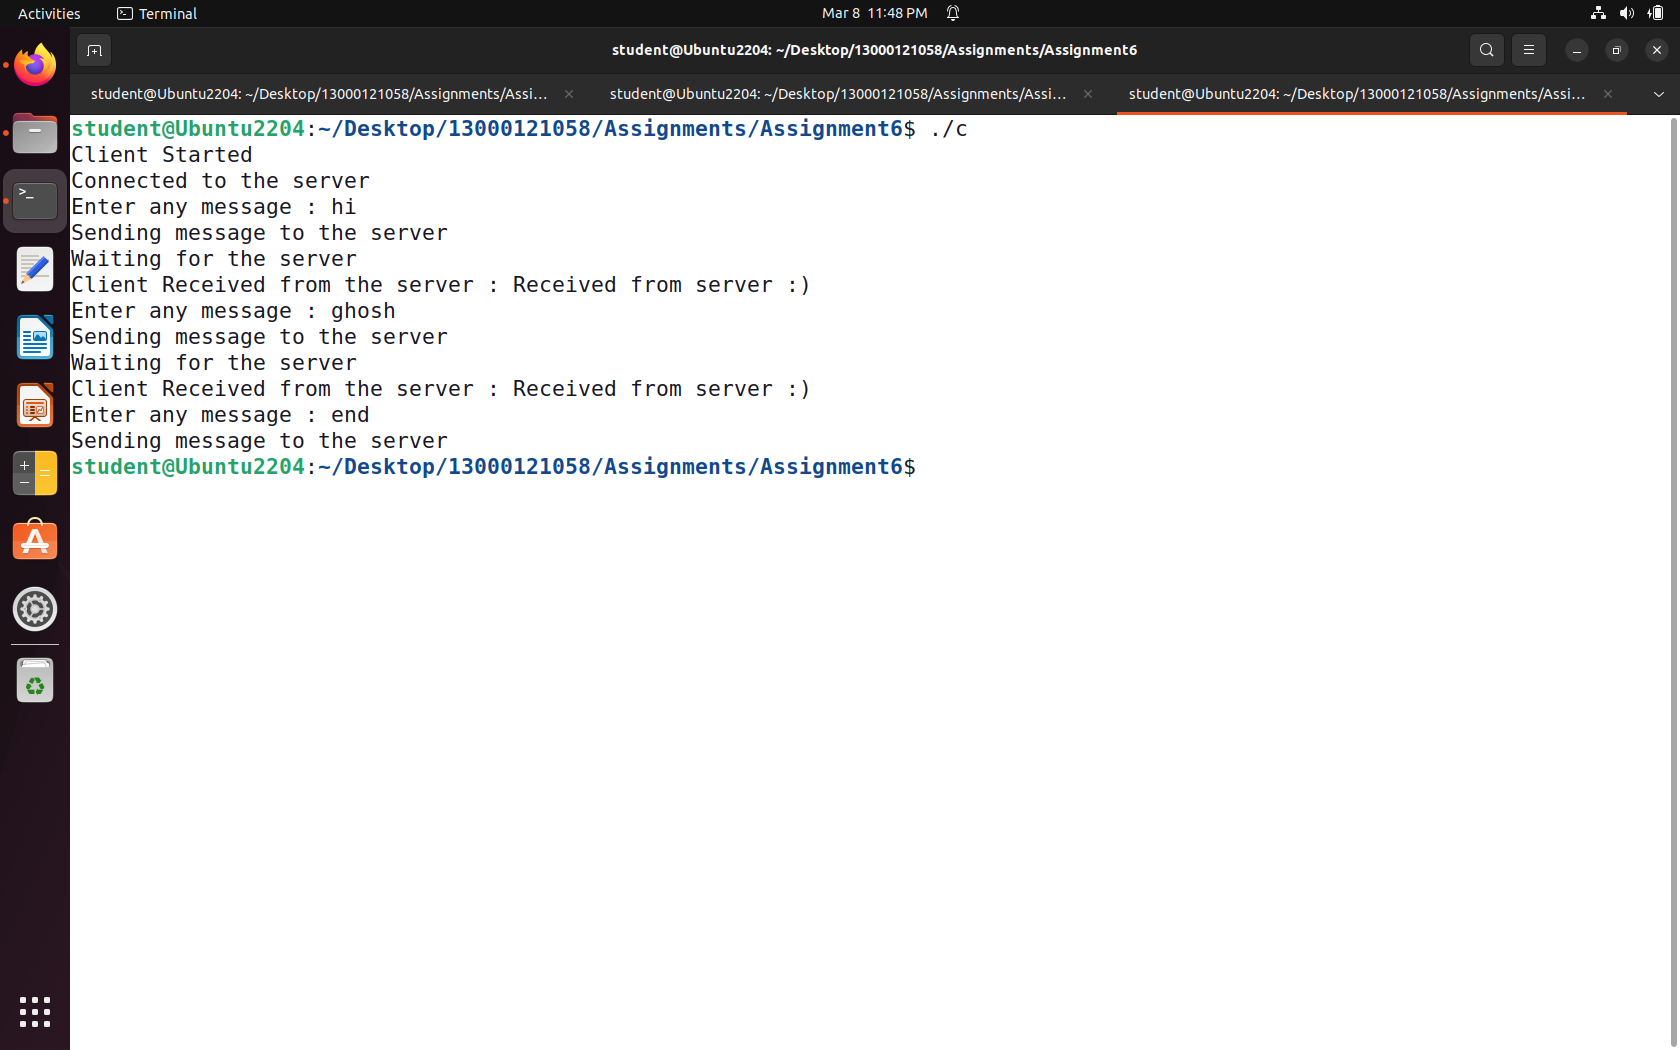 Activities Terminal Mar 8 11:48 PM
student@Ubuntu2204: ~/Desktop/13000121058/Assignments/Assignment6
student@Ubuntu2204: ~/Desktop/13000121058/Assignments/Assi... student@Ubuntu2204: ~/Desktop/13000121058/Assignments/Assi... student@Ubuntu2204: ~/Desktop/13000121058/Assignments/Assi...
student@Ubuntu2204:~/Desktop/13000121058/Assignments/Assignment6$ ./c
Client Started
Connected to the server
Enter any message : hi
Sending message to the server
Waiting for the server
Client Received from the server : Received from server :)
Enter any message : ghosh
Sending message to the server
Waiting for the server
Client Received from the server : Received from server :)
Enter any message : end
Sending message to the server
student@Ubuntu2204:~/Desktop/13000121058/Assignments/Assignment6$